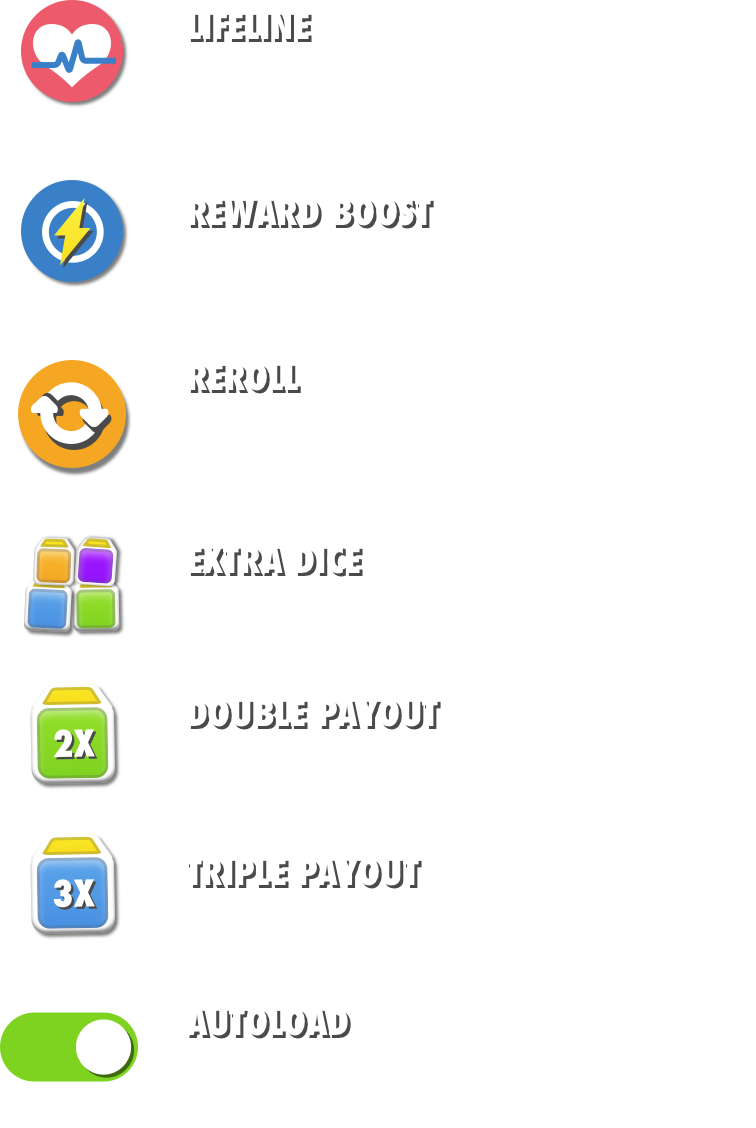 LIFELINE
REWARD BOOST
REROLL
EXTRA DICE
DOUBLE PAYOUT
2X
TRIPLE PAYOUT
3X
AUTOLOAD